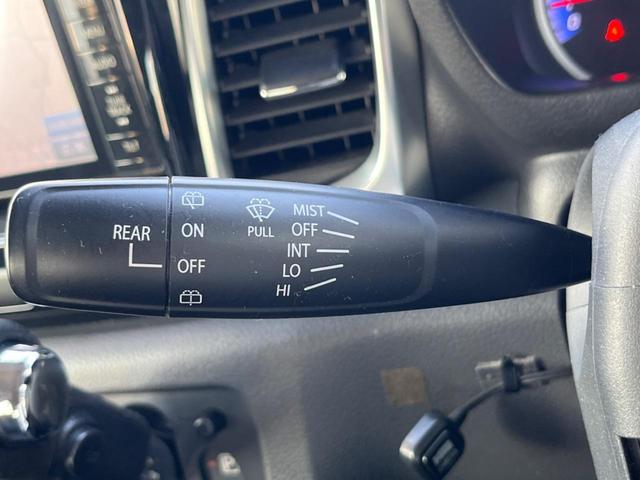 REAR
ON
OFF
PULL
MIST
OFF
INT
LO
HI